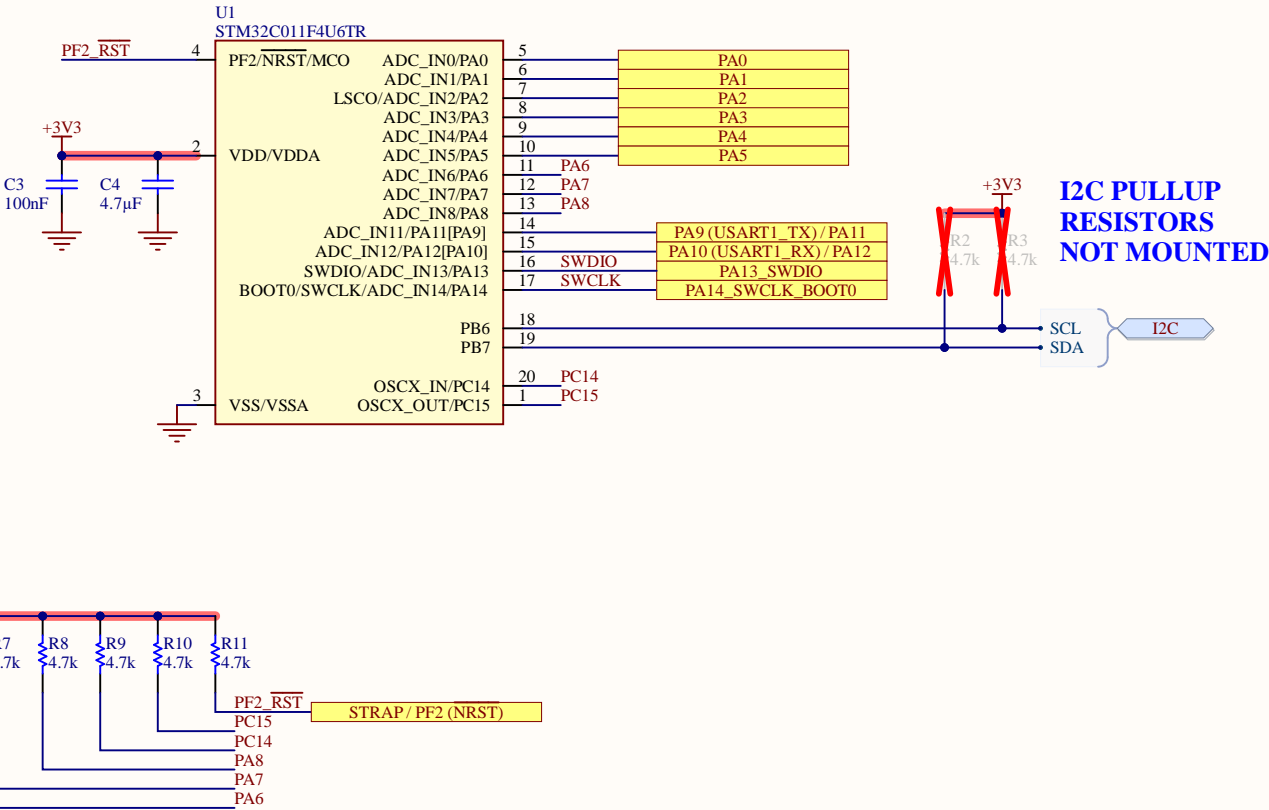 U1
STM32C011F4U6TR
PF2_RST
4
PF2/NRST/MCO
ADC_IN0/PA0
5
PA0
ADC_IN1/PA1
6
PA1
LSCO/ADC_IN2/PA2
7
PA2
ADC_IN3/PA3
8
PA3
ADC_IN4/PA4
9
PA4
+3V3
2
VDD/VDDA
ADC_IN5/PA5
10
PA5
ADC_IN6/PA6
11
PA6
ADC_IN7/PA7
12
PA7
ADC_IN8/PA8
13
PA8
C3
100nF
C4
4.7µF
ADC_IN11/PA11[PA9]
14
PA9 (USART1_TX) / PA11
ADC_IN12/PA12[PA10]
15
PA10 (USART1_RX) / PA12
SWDIO/ADC_IN13/PA13
16
SWDIO
PA13_SWDIO
BOOT0/SWCLK/ADC_IN14/PA14
17
SWCLK
PA14_SWCLK_BOOT0
+3V3
R2
4.7k
R3
4.7k
I2C PULLUP
RESISTORS
NOT MOUNTED
PB6
18
SCL
PB7
19
SDA
I2C
OSCX_IN/PC14
20
PC14
3
VSS/VSSA
OSCX_OUT/PC15
1
PC15
7
.7k
R8
4.7k
R9
4.7k
R10
4.7k
R11
4.7k
PF2_RST
STRAP / PF2 (NRST)
PC15
PC14
PA8
PA7
PA6